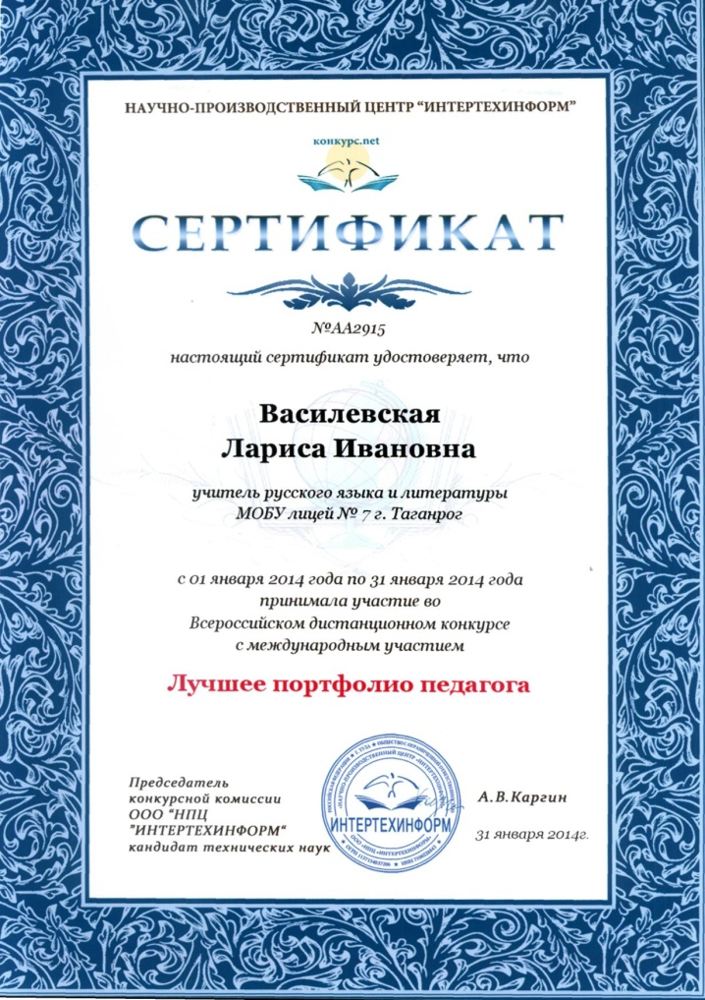 НАУЧНО-ПРОИЗВОДСТВЕННЫЙ ЦЕНТР "ИНТЕРТЕХИНФОРМ"
конкурс.net
СЕРТИФИКАТ
№АА2915
настоящий сертификат удостоверяет, что
Василевская
Лариса Ивановна
учитель русского языка и литературы
МОБУ лицей № 7 г. Таганрог
с 01 января 2014 года по 31 января 2014 года
принимала участие во
Всероссийском дистанционном конкурсе
с международным участием
Лучшее портфолио педагога
Председатель
конкурсной комиссии
ООО "НПЦ
"ИНТЕРТЕХИНФОРМ"
кандидат технических наук
ИНТЕРТЕХИНФОРМ
А.В.Каргин
31 января 2014г.